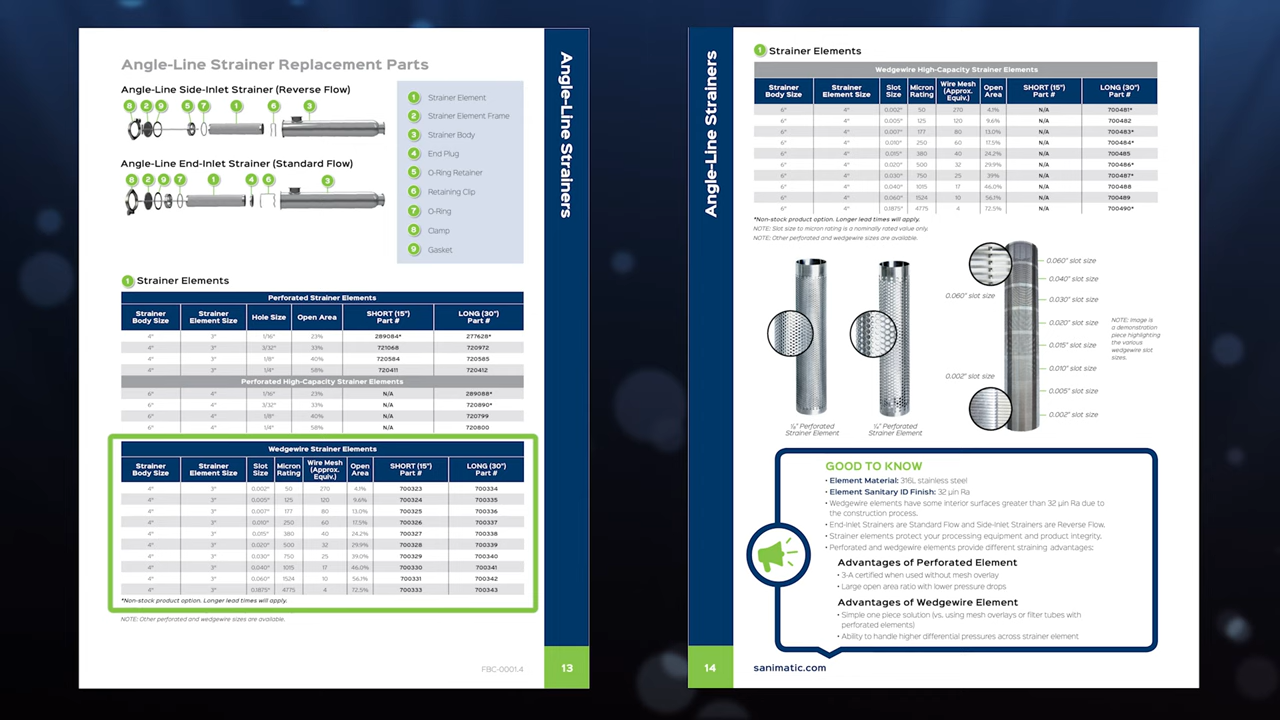 Angle-Line Strainer Replacement Parts
Angle-Line Side-Inlet Strainer (Reverse Flow)
8 2 9 5 7 1 6 3
Angle-Line End-Inlet Strainer (Standard Flow)
8 2 9 7 1 4 6 3
1 Strainer Element
2 Strainer Element Frame
3 Strainer Body
4 End Plug
5 O-Ring Retainer
6 Retaining Clip
7 O-Ring
8 Clamp
9 Gasket
1 Strainer Elements
Perforated Strainer Elements
Strainer Body Size Strainer Element Size Hole Size Open Area SHORT (15") Part # LONG (30") Part #
4" 3" 1/16" 23% 289084* 277628*
4" 3" 3/32" 33% 721068 720972
4" 3" 1/8" 40% 720584 720585
4" 3" 1/4" 58% 720411 720412
Perforated High-Capacity Strainer Elements
6" 4" 1/16" 23% N/A 289088*
6" 4" 3/32" 33% N/A 720890*
6" 4" 1/8" 40% N/A 720799
6" 4" 1/4" 58% N/A 720800
Wedgewire Strainer Elements
Strainer Body Size Strainer Element Size Slot Size Micron Rating Wire Mesh (Approx. Equiv.) Open Area SHORT (15") Part # LONG (30") Part #
4" 3" 0.002" 50 270 4.1% 700323 700334
4" 3" 0.005" 125 120 9.6% 700324 700335
4" 3" 0.007" 177 80 13.0% 700325 700336
4" 3" 0.010" 250 60 17.5% 700326 700337
4" 3" 0.015" 380 40 24.2% 700327 700338
4" 3" 0.020" 500 32 29.9% 700328 700339
4" 3" 0.030" 750 25 39.0% 700329 700340
4" 3" 0.040" 1015 17 46.0% 700330 700341
4" 3" 0.060" 1524 10 56.1% 700331 700342
4" 3" 0.1875" 4775 4 72.5% 700333 700343
*Non-stock product option. Longer lead times will apply.
NOTE: Other perforated and wedgewire sizes are available.
FBC-0001.4
Angle-Line Strainers
13
Angle-Line Strainers
14
1 Strainer Elements
Wedgewire High-Capacity Strainer Elements
Strainer Body Size Strainer Element Size Slot Size Micron Rating Wire Mesh (Approx. Equiv.) Open Area SHORT (15") Part # LONG (30") Part #
6" 4" 0.002" 50 270 4.1% N/A 700481*
6" 4" 0.005" 125 120 9.6% N/A 700482
6" 4" 0.007" 177 80 13.0% N/A 700483*
6" 4" 0.010" 250 60 17.5% N/A 700484*
6" 4" 0.015" 380 40 24.2% N/A 700485
6" 4" 0.020" 500 32 29.9% N/A 700486*
6" 4" 0.030" 750 25 39% N/A 700487*
6" 4" 0.040" 1015 17 46.0% N/A 700488
6" 4" 0.060" 1524 10 56.1% N/A 700489
6" 4" 0.1875" 4775 4 72.5% N/A 700490*
*Non-stock product option. Longer lead times will apply.
NOTE: Slot size to micron rating is a nominally rated value only.
NOTE: Other perforated and wedgewire sizes are available.
0.060" slot size
0.040" slot size
0.060" slot size
0.030" slot size
0.020" slot size
0.015" slot size
0.010" slot size
0.002" slot size
0.005" slot size
0.002" slot size
NOTE: Image is
a demonstration
piece highlighting
the various
wedgewire slot
sizes.
⅛" Perforated
Strainer Element
¼" Perforated
Strainer Element
GOOD TO KNOW
• Element Material: 316L stainless steel
• Element Sanitary ID Finish: 32 µin Ra
• Wedgewire elements have some interior surfaces greater than 32 µin Ra due to
the construction process.
• End-Inlet Strainers are Standard Flow and Side-Inlet Strainers are Reverse Flow.
• Strainer elements protect your processing equipment and product integrity.
• Perforated and wedgewire elements provide different straining advantages:
Advantages of Perforated Element
• 3-A certified when used without mesh overlay
• Large open area ratio with lower pressure drops
Advantages of Wedgewire Element
• Simple one piece solution (vs. using mesh overlays or filter tubes with
perforated elements)
• Ability to handle higher differential pressures across strainer element
sanimatic.com